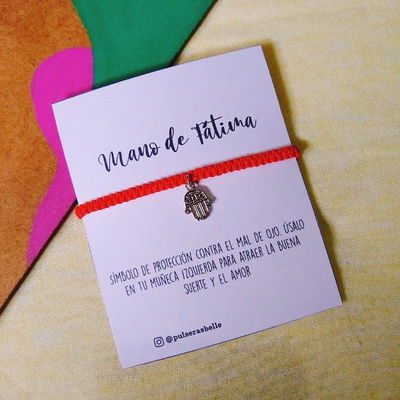 Mano de Fátima
SÍMBOLO DE PROTECCIÓN CONTRA EL MAL DE OJO. ÚSALO
EN TU MUÑECA IZQUIERDA PARA ATRAER LA BUENA
SUERTE Y EL AMOR
@pulserasbelle